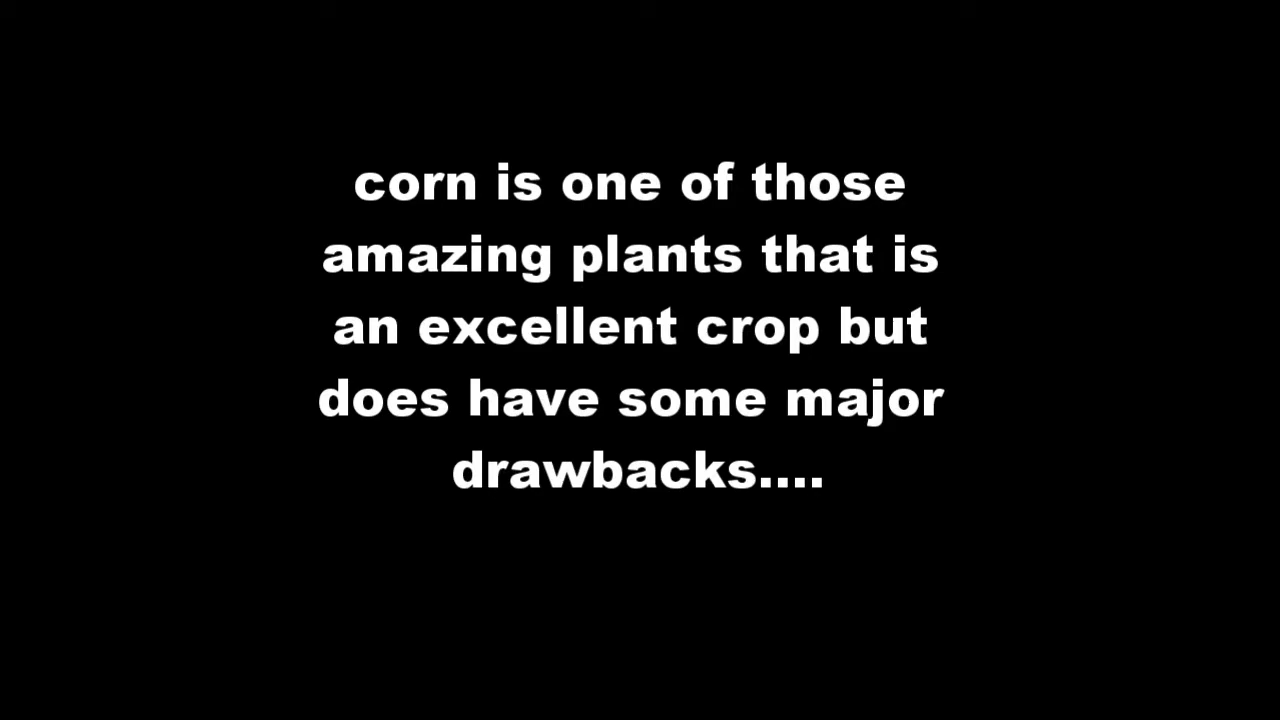 corn is one of those
amazing plants that is
an excellent crop but
does have some major
drawbacks....